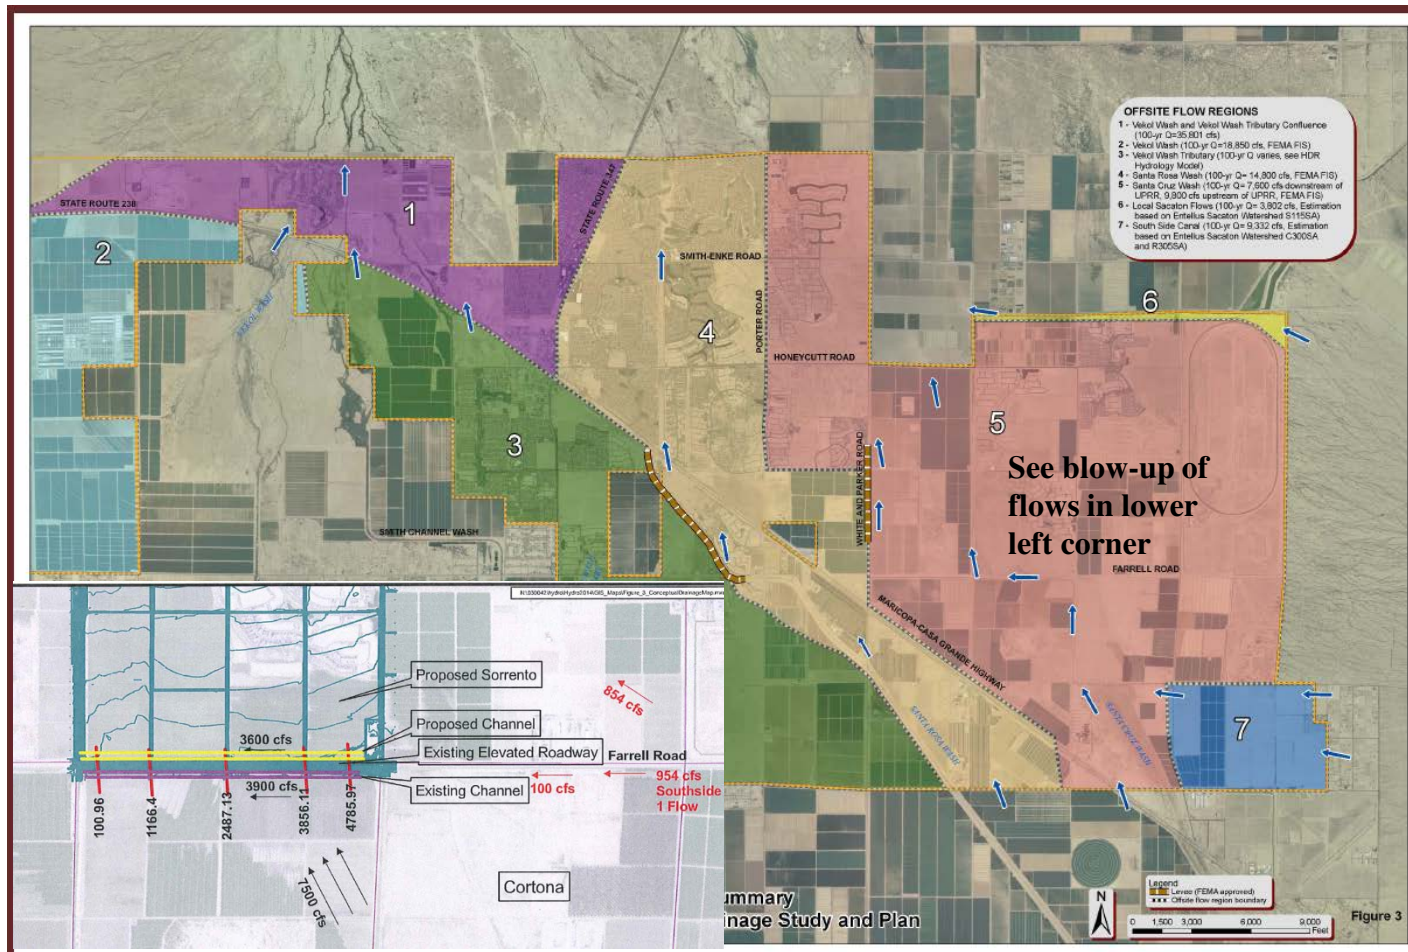 OFFSITE FLOW REGIONS
1 - Vekol Wash and Vekol Wash Tributary Confluence
(100-yr Q=35,801 cfs)
2 - Vekol Wash (100-yr Q=18,850 cfs, FEMA FIS)
3 - Vekol Wash Tributary (100-yr Q varies, see HDR
Hydrology Model)
4 - Santa Rosa Wash (100-yr Q= 14,800 cfs, FEMA FIS)
5 - Santa Cruz Wash (100-yr Q= 7,600 cfs downstream of
UPRR, 9,800 cfs upstream of UPRR, FEMA FIS)
6 - Local Sacaton Flows (100-yr Q= 3,802 cfs, Estimation
based on Entellus Sacaton Watershed S115SA)
7 - South Side Canal (100-yr Q= 9,332 cfs, Estimation
based on Entellus Sacaton Watershed C300SA
and R305SA)
STATE ROUTE 238
1
STATE ROUTE 347
2
SMITH-ENKE ROAD
VEKOL WASH
6
4
PORTER ROAD
HONEYCUTT ROAD
3
5
See blow-up of
flows in lower
left corner
WHITE AND PARKER ROAD
SMITH CHANNEL WASH
FARRELL ROAD
MARICOPA-CASA GRANDE HIGHWAY
SANTA ROSA WASH
7
Proposed Sorrento
854 cfs
Proposed Channel
3600 cfs
Existing Elevated Roadway
Farrell Road
Existing Channel
3900 cfs
100 cfs
954 cfs
Southside
1 Flow
100.96
1166.4
2487.13
3856.11
4785.97
7500 cfs
Cortona
ummary
inage Study and Plan
N
Legend
Levee (FEMA approved)
Offsite flow region boundary
0 1,500 3,000 6,000 9,000
Feet
Figure 3